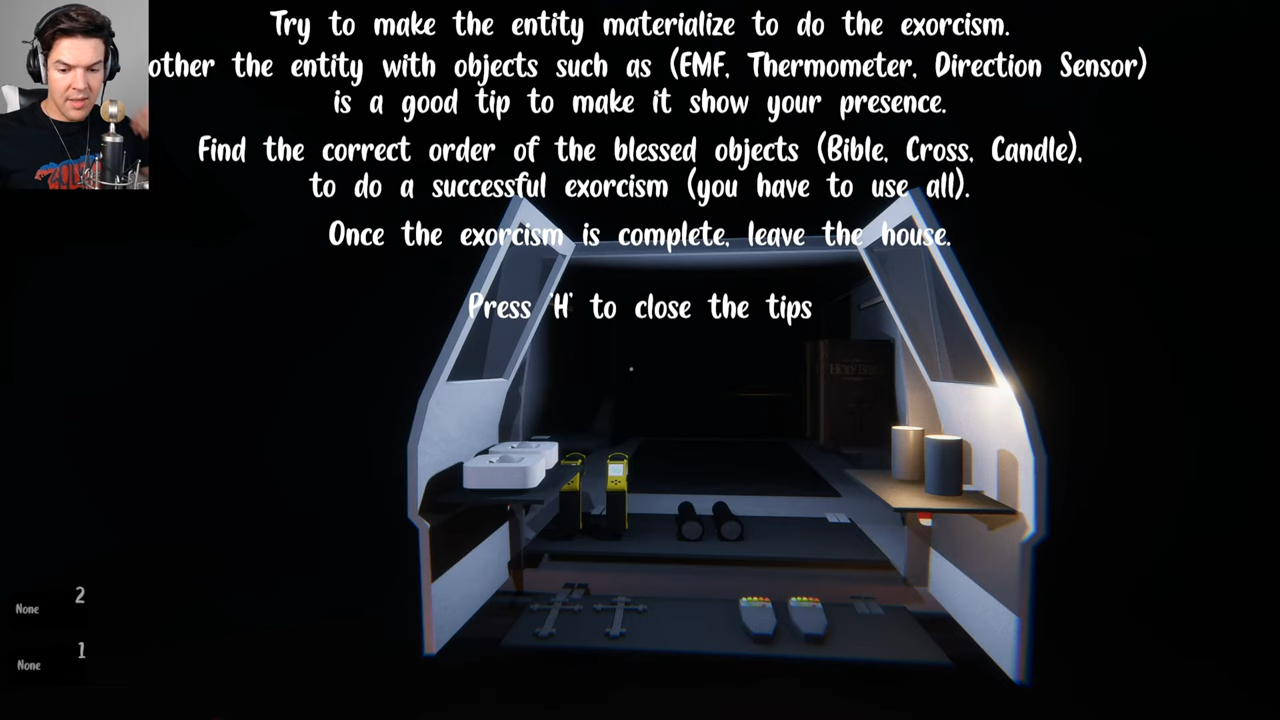 Try to make the entity materialize to do the exorcism.
other the entity with objects such as (EMF, Thermometer, Direction Sensor)
is a good tip to make it show your presence.
Find the correct order of the blessed objects (Bible, Cross, Candle),
to do a successful exorcism (you have to use all).
Once the exorcism is complete, leave the house.
Press 'H' to close the tips
HOLY BIBLE
2
None
1
None